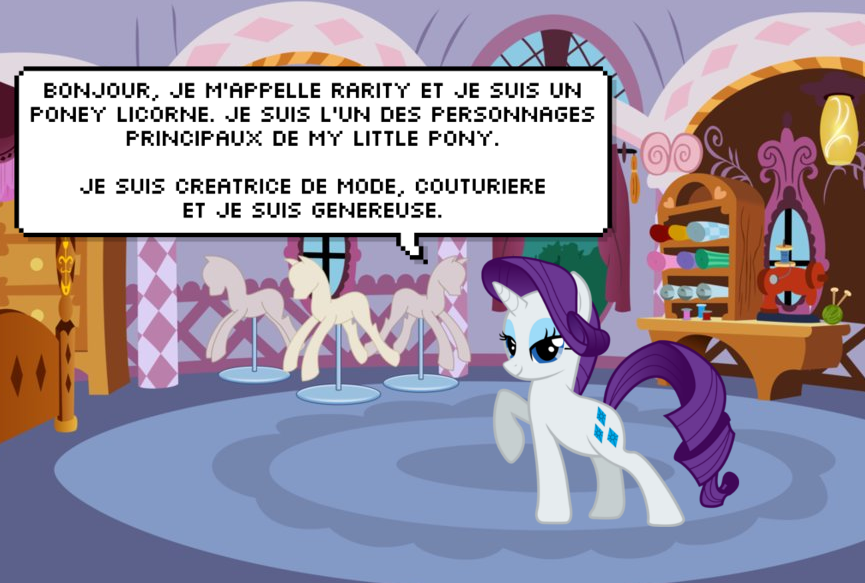 BONJOUR, JE M'APPELLE RARITY ET JE SUIS UN
PONEY LICORNE. JE SUIS L'UN DES PERSONNAGES
PRINCIPAUX DE MY LITTLE PONY.
JE SUIS CREATRICE DE MODE, COUTURIERE
ET JE SUIS GENEREUSE.